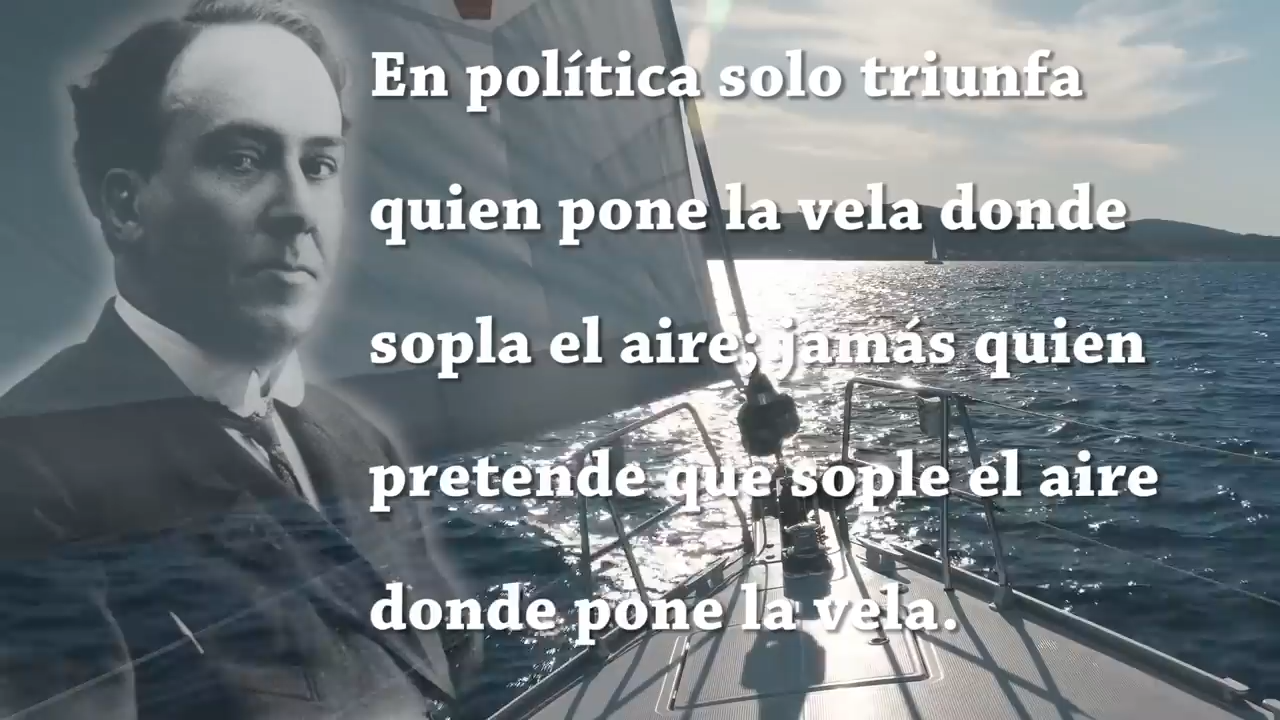 En política solo triunfa
quien pone la vela donde
sopla el aire; jamás quien
pretende que sople el aire
donde pone la vela.